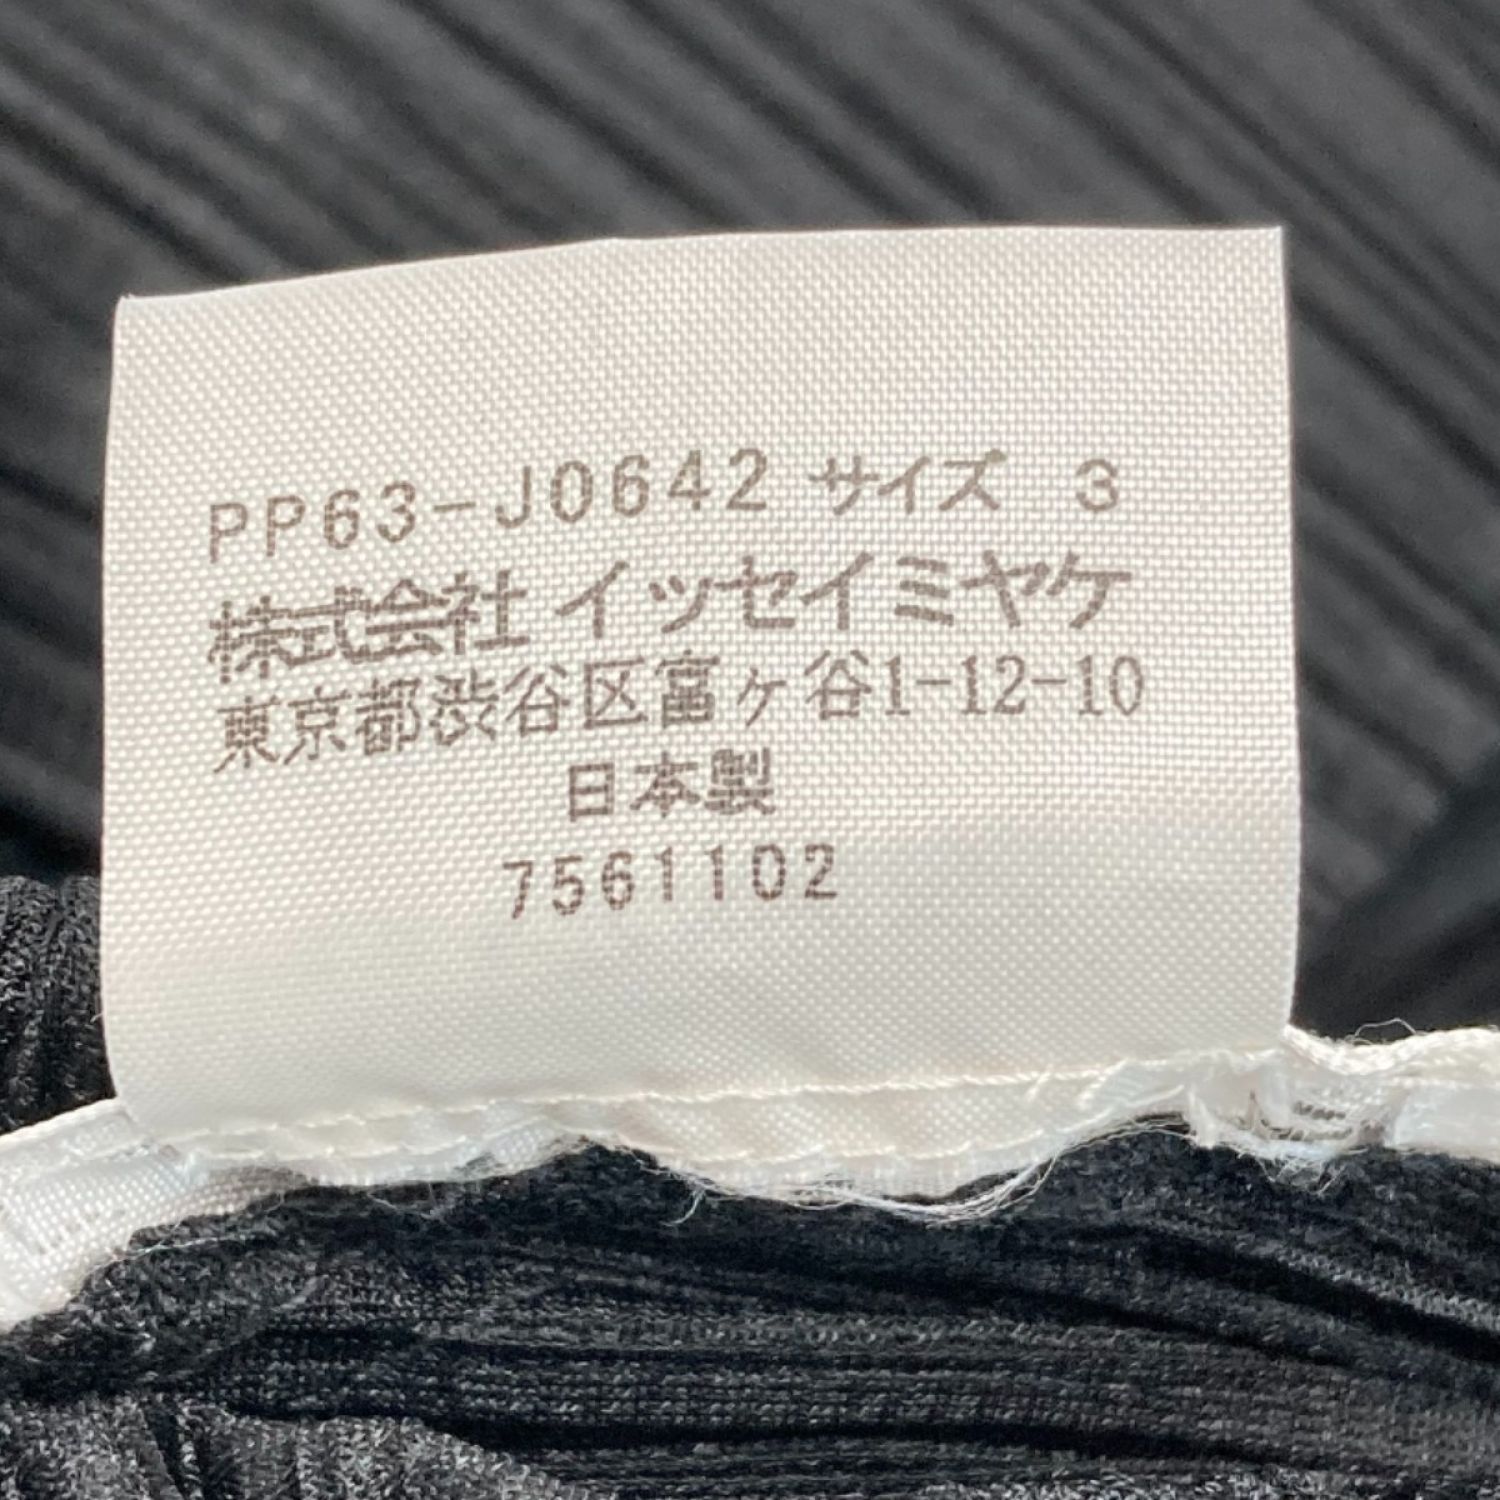 PP63-J0642 サイズ 3
株式会社イッセイミヤケ
東京都渋谷区富ヶ谷1-12-10
日本製
7561102